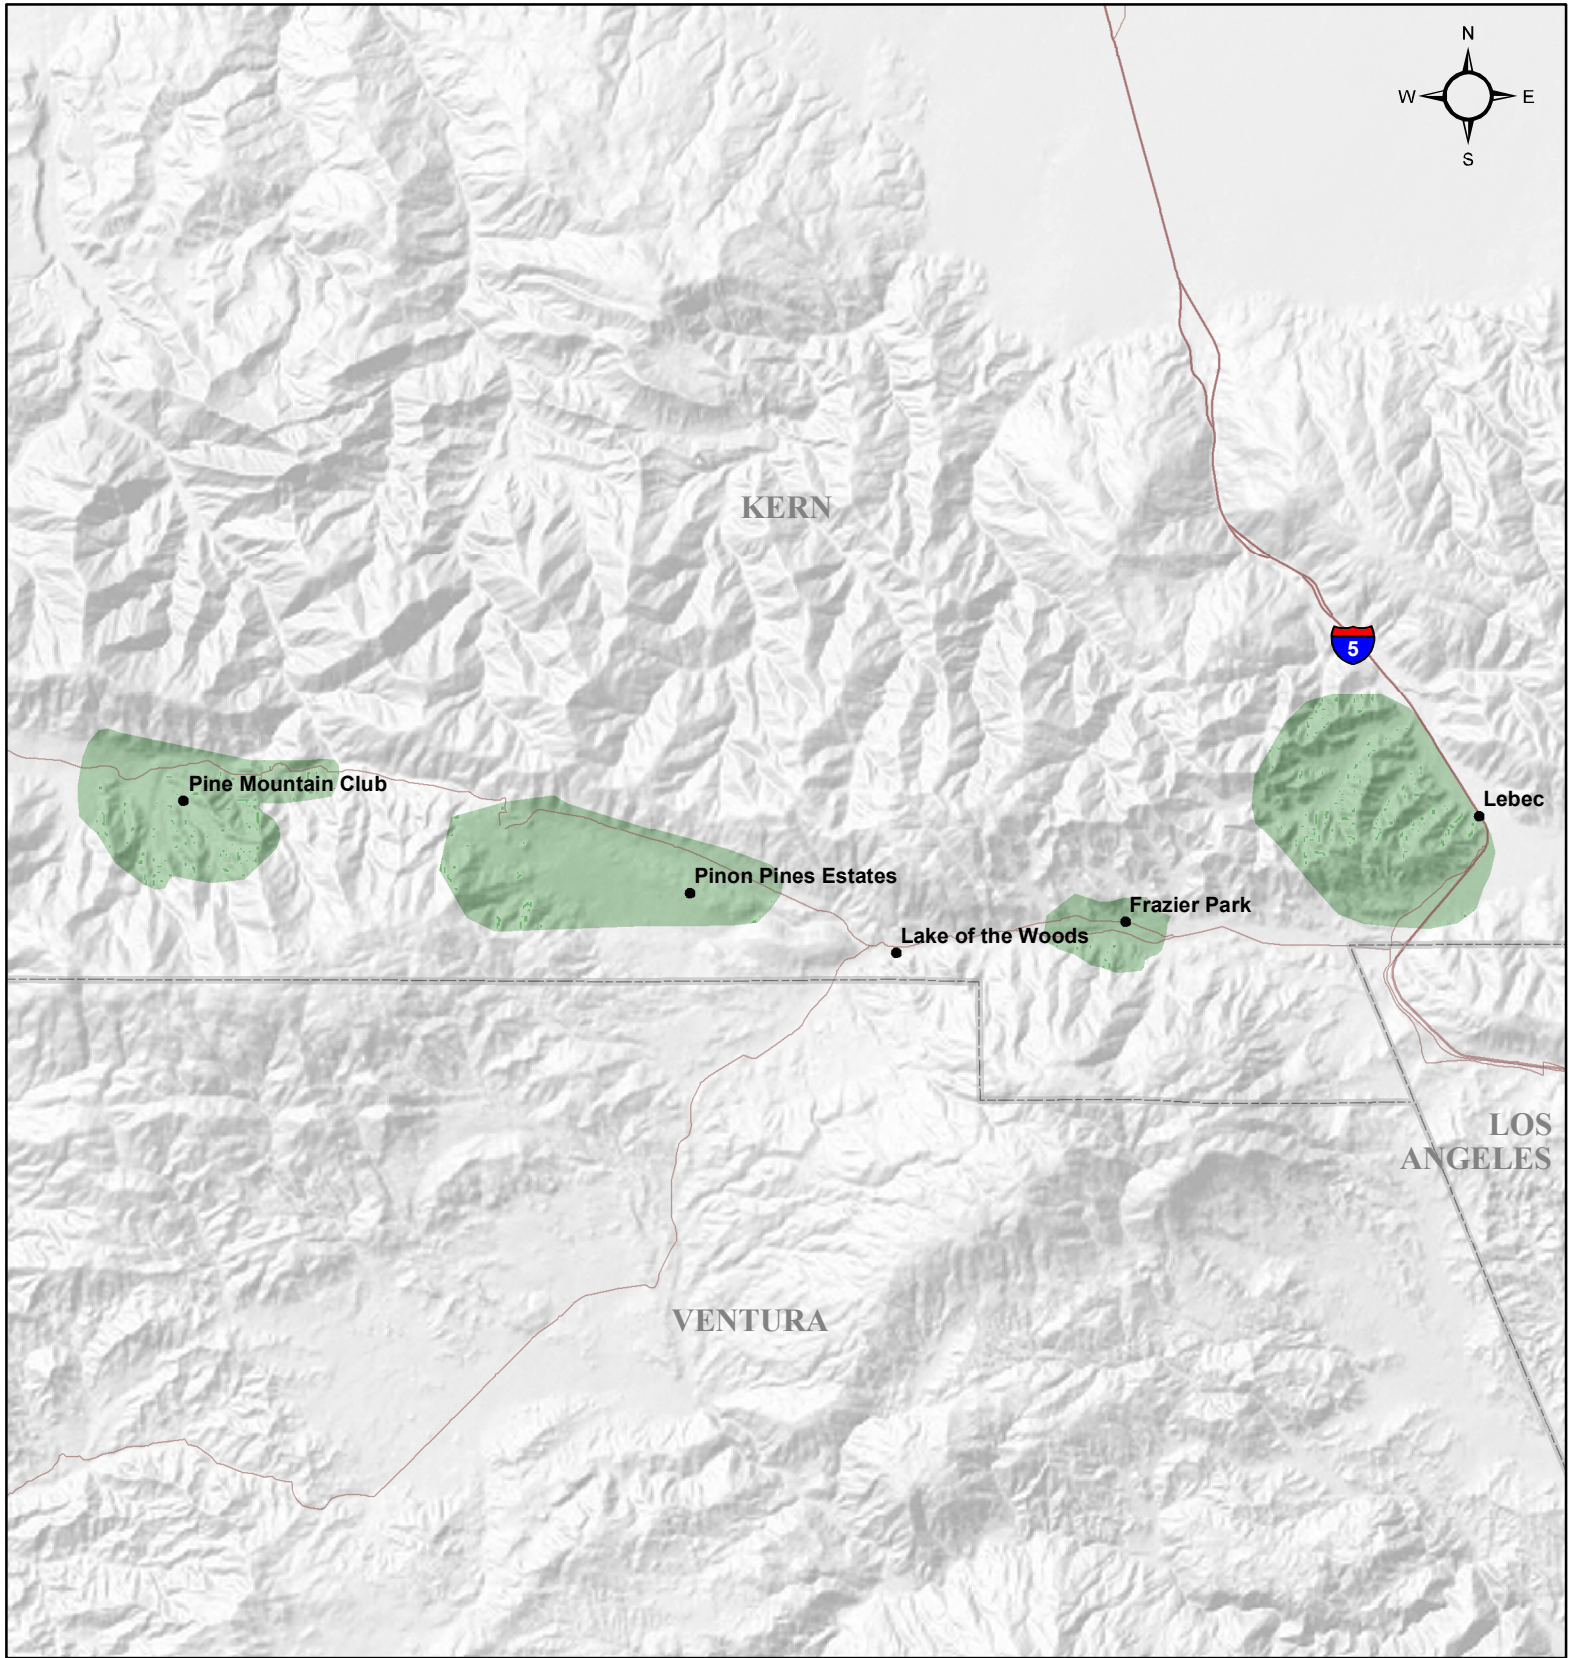 N
W E
S
KERN
5
Pine Mountain Club
Lebec
Pinon Pines Estates
Frazier Park
Lake of the Woods
LOS
ANGELES
VENTURA